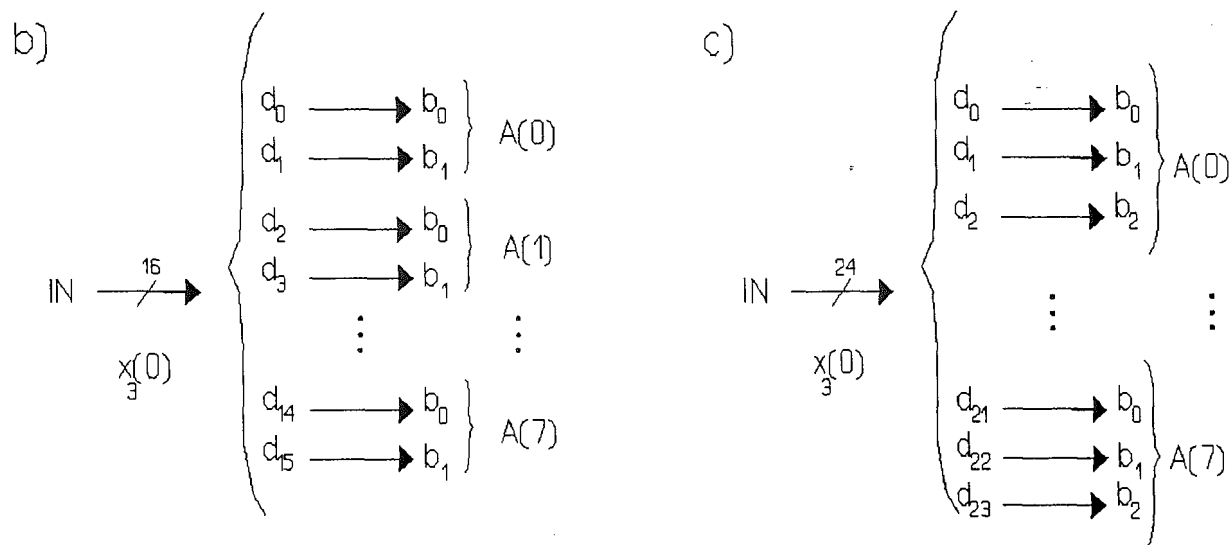 b)
d₀ b₀
A(0)
d₁ b₁
d₂ b₀
A(1)
d₃ b₁
16
IN
x₃(0)
⋮ ⋮
d₁₄ b₀
A(7)
d₁₅ b₁
c)
d₀ b₀
d₁ b₁
A(0)
d₂ b₂
24
IN
x₃(0)
⋮ ⋮
d₂₁ b₀
d₂₂ b₁
A(7)
d₂₃ b₂